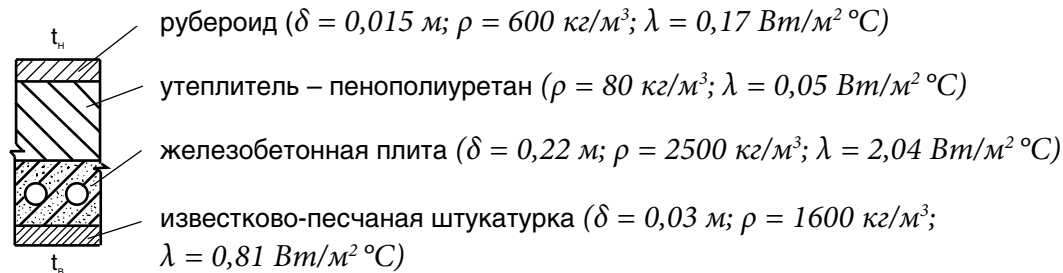 рубероид (δ = 0,015 м; ρ = 600 кг/м³; λ = 0,17 Вт/м² °С)
tн
утеплитель – пенополиуретан (ρ = 80 кг/м³; λ = 0,05 Вт/м² °С)
железобетонная плита (δ = 0,22 м; ρ = 2500 кг/м³; λ = 2,04 Вт/м² °С)
известково-песчаная штукатурка (δ = 0,03 м; ρ = 1600 кг/м³;
λ = 0,81 Вт/м² °С)
tв